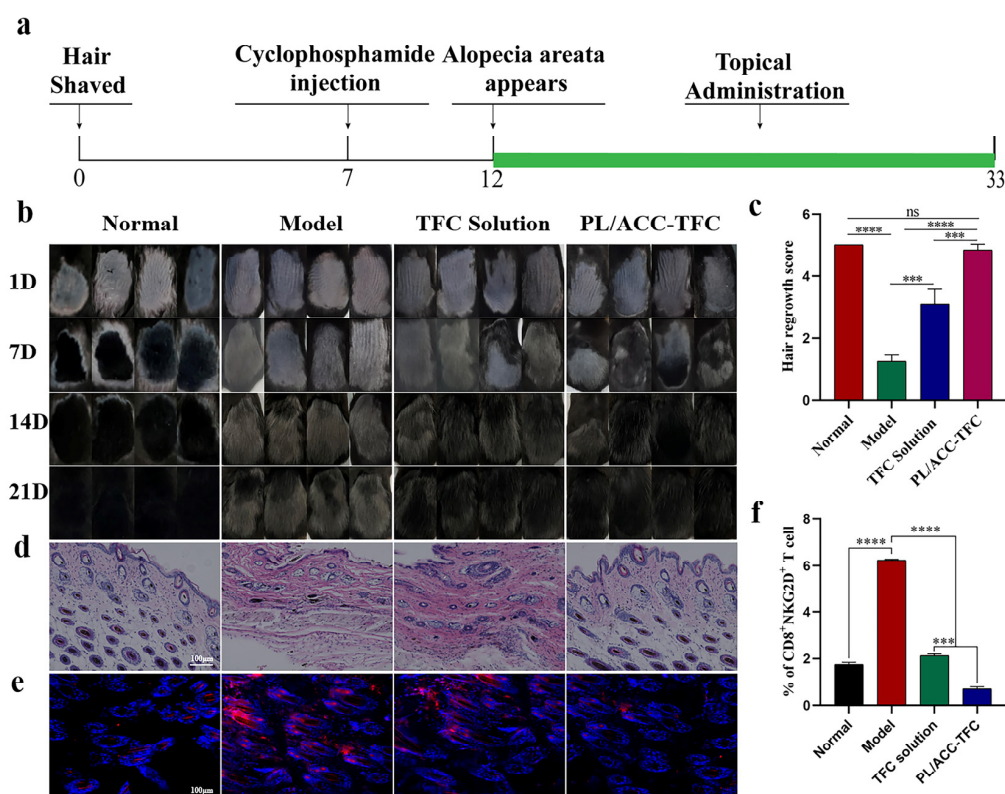 a
Hair
Shaved
Cyclophosphamide
injection
Alopecia areata
appears
Topical
Administration
0
7
12
33
b
Normal
Model
TFC Solution
PL/ACC-TFC
1D
7D
14D
21D
c
Hair regrowth score
6
4
2
0
ns
****
****
***
***
Normal
Model
TFC Solution
PL/ACC-TFC
d
100μm
e
100μm
f
% of CD8⁺NKG2D⁺ T cell
8
6
4
2
0
****
****
***
Normal
Model
TFC solution
PL/ACC-TFC